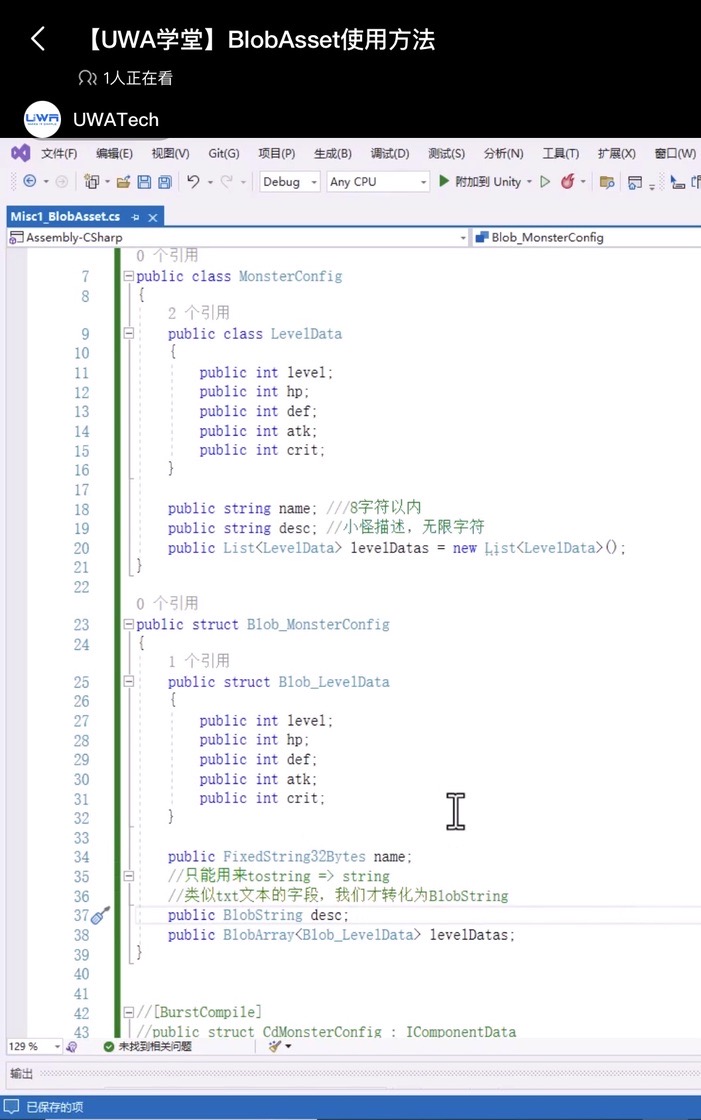 【UWA学堂】BlobAsset使用方法
1人正在看
UWA
UWATech
文件(F) 编辑(E) 视图(V) Git(G) 项目(P) 生成(B) 调试(D) 测试(S) 分析(N) 工具(T) 扩展(X) 窗口(W)
Debug Any CPU 附加到 Unity
Misc1_BlobAsset.cs
Assembly-CSharp Blob_MonsterConfig
0 个引用
7 public class MonsterConfig
8 {
2 个引用
9 public class LevelData
10 {
11 public int level;
12 public int hp;
13 public int def;
14 public int atk;
15 public int crit;
16 }
17
18 public string name; ///8字符以内
19 public string desc; //小怪描述，无限字符
20 public List<LevelData> levelDatas = new List<LevelData>();
21 }
22
0 个引用
23 public struct Blob_MonsterConfig
24 {
1 个引用
25 public struct Blob_LevelData
26 {
27 public int level;
28 public int hp;
29 public int def;
30 public int atk;
31 public int crit;
32 }
33
34 public FixedString32Bytes name;
35 //只能用来tostring => string
36 //类似txt文本的字段，我们才转化为BlobString
37 public BlobString desc;
38 public BlobArray<Blob_LevelData> levelDatas;
39 }
40
41
42 //[BurstCompile]
43 //public struct CdMonsterConfig : IComponentData
129 % 未找到相关问题
输出
已保存的项